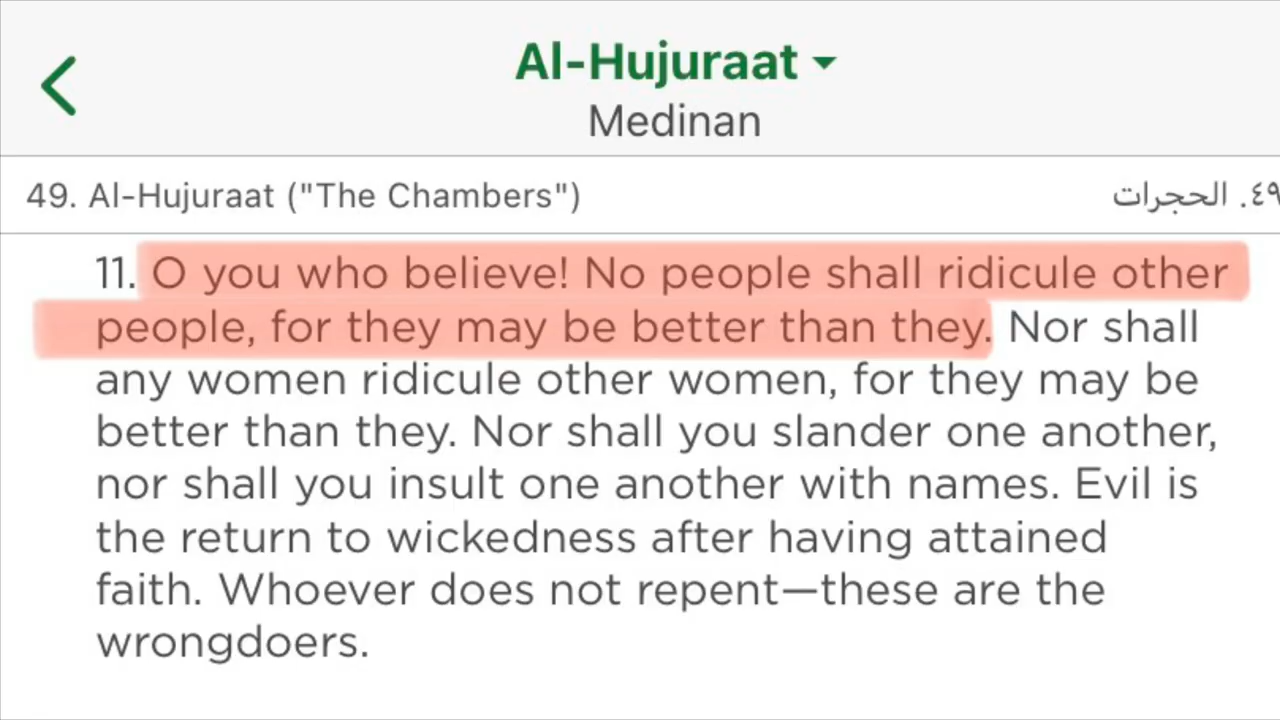 Al-Hujuraat
Medinan
49. Al-Hujuraat ("The Chambers") ٤٩. الحجرات
11. O you who believe! No people shall ridicule other
people, for they may be better than they. Nor shall
any women ridicule other women, for they may be
better than they. Nor shall you slander one another,
nor shall you insult one another with names. Evil is
the return to wickedness after having attained
faith. Whoever does not repent—these are the
wrongdoers.